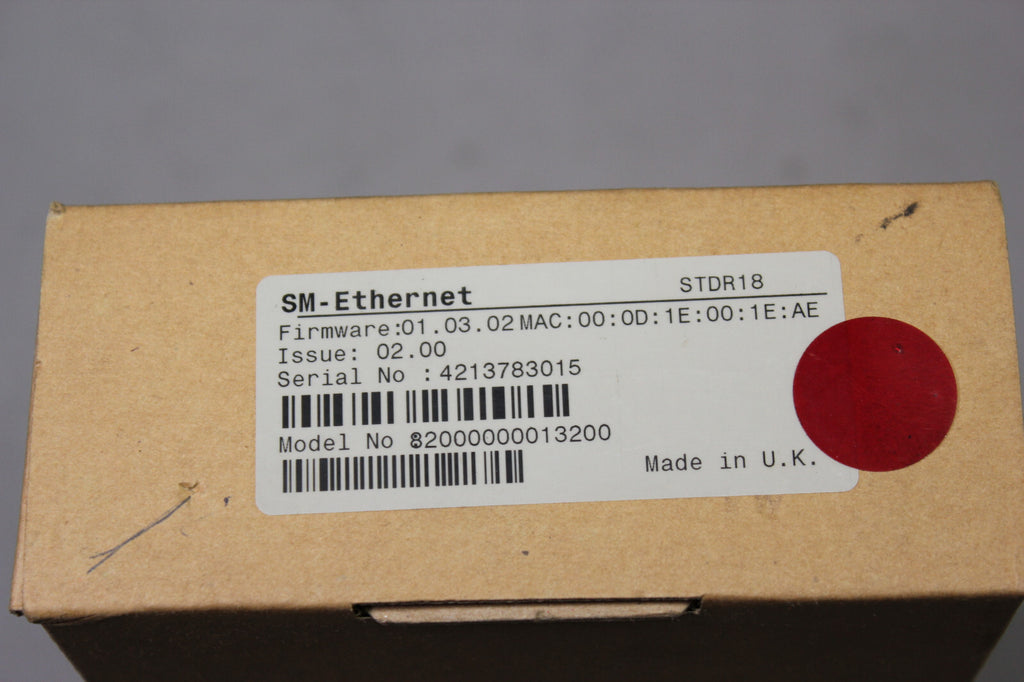 SM-Ethernet STDR18
Firmware:01.03.02 MAC:00:0D:1E:00:1E:AE
Issue: 02.00
Serial No :4213783015
Model No 82000000013200
Made in U.K.